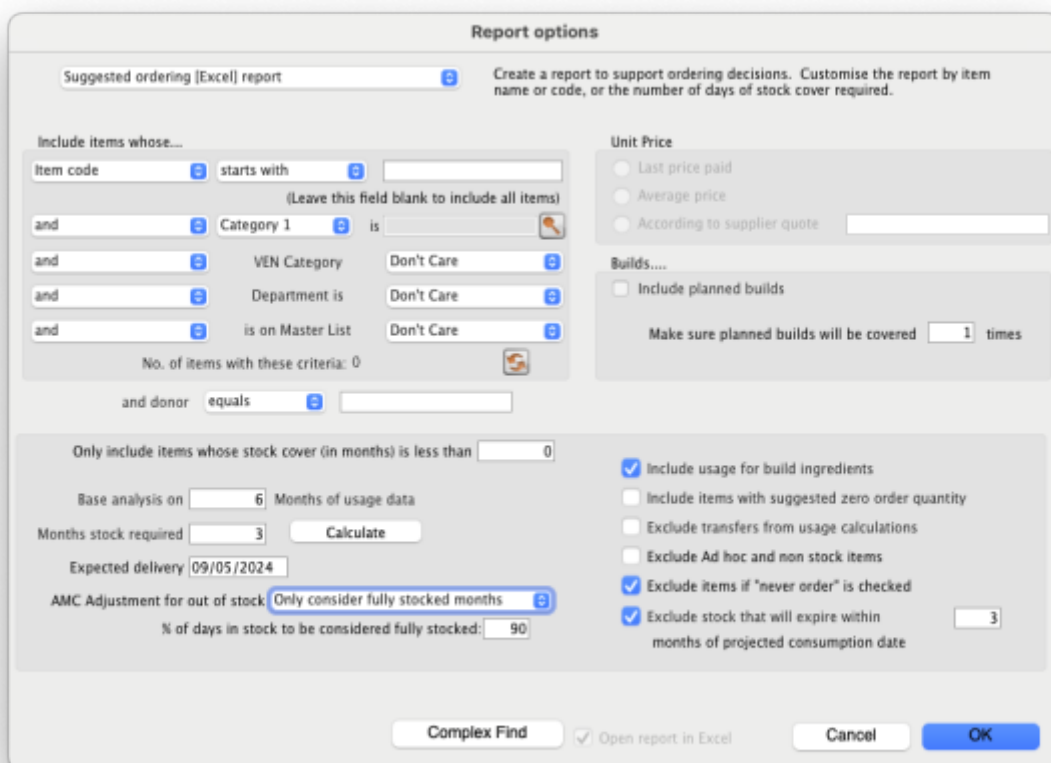 Report options
Suggested ordering [Excel] report
Create a report to support ordering decisions. Customise the report by item
name or code, or the number of days of stock cover required.
Include items whose....
Item code starts with
(Leave this field blank to include all items)
and Category 1 is
and VEN Category Don't Care
and Department is Don't Care
and is on Master List Don't Care
No. of items with these criteria: 0
and donor equals
Unit Price
Last price paid
Average price
According to supplier quote
Builds....
Include planned builds
Make sure planned builds will be covered 1 times
Only include items whose stock cover (in months) is less than 0
Base analysis on 6 Months of usage data
Months stock required 3 Calculate
Expected delivery 09/05/2024
AMC Adjustment for out of stock Only consider fully stocked months
% of days in stock to be considered fully stocked: 90
Include usage for build ingredients
Include items with suggested zero order quantity
Exclude transfers from usage calculations
Exclude Ad hoc and non stock items
Exclude items if "never order" is checked
Exclude stock that will expire within 3
months of projected consumption date
Complex Find Open report in Excel Cancel OK